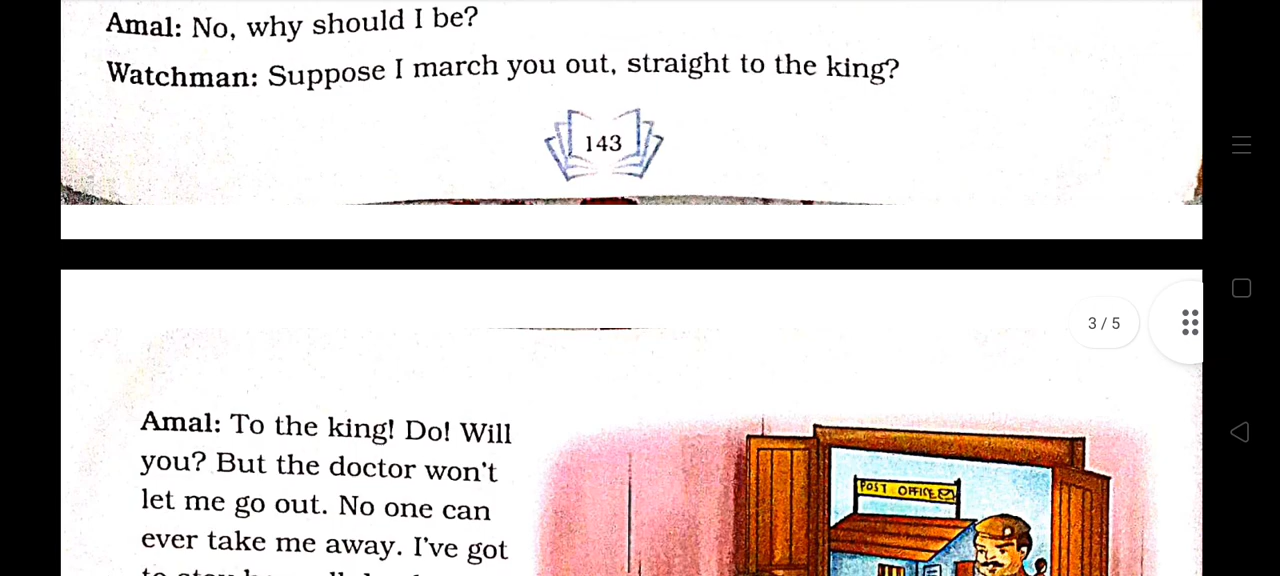 Amal: No, why should I be?
Watchman: Suppose I march you out, straight to the king?
143
3 / 5
Amal: To the king! Do! Will
you? But the doctor won't
let me go out. No one can
ever take me away. I've got
POST OFFICE